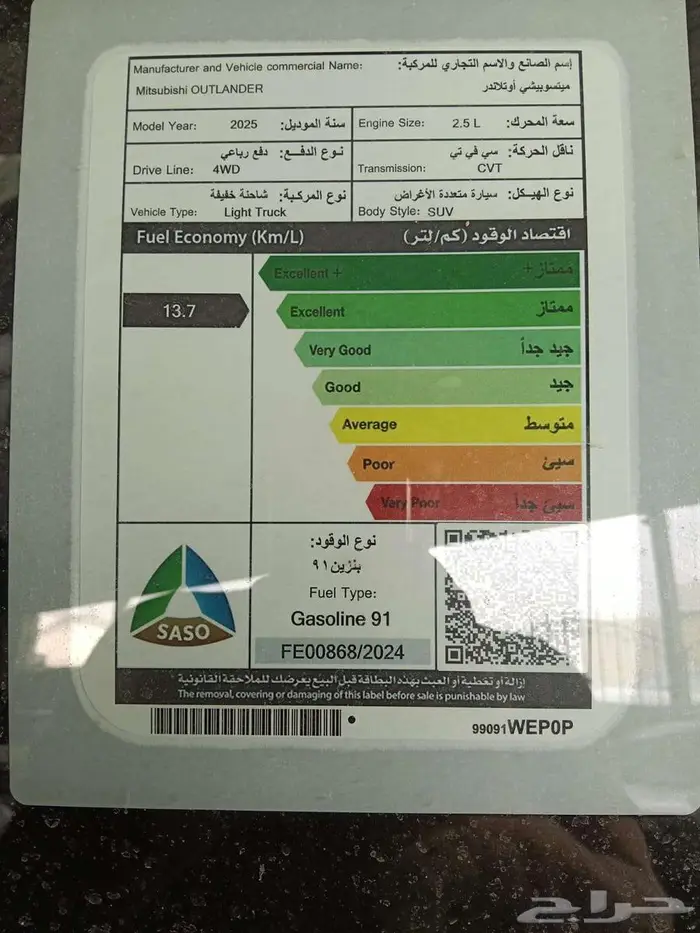 Manufacturer and Vehicle commercial Name: إسم الصانع والاسم التجاري للمركبة:
Mitsubishi OUTLANDER ميتسوبيشي أوتلاندر
Model Year: 2025 سنة الموديل:
Engine Size: 2.5 L سعة المحرك:
نوع الدفع: دفع رباعي
Drive Line: 4WD
ناقل الحركة: سي في تي
Transmission: CVT
نوع المركبة: شاحنة خفيفة
Vehicle Type: Light Truck
نوع الهيكل: سيارة متعددة الأغراض
Body Style: SUV
Fuel Economy (Km/L) اقتصاد الوقود (كم/لتر)
Excellent + ممتاز+
13.7
Excellent ممتاز
Very Good جيد جداً
Good جيد
Average متوسط
Poor سيئ
Very Poor سيئ جداً
SASO
نوع الوقود:
بنزين ٩١
Fuel Type:
Gasoline 91
FE00868/2024
إزالة أو تغطية أو العبث بهذه البطاقة قبل البيع يعرضك للملاحقة القانونية
The removal, covering or damaging of this label before sale is punishable by law
99091WEP0P
حراج